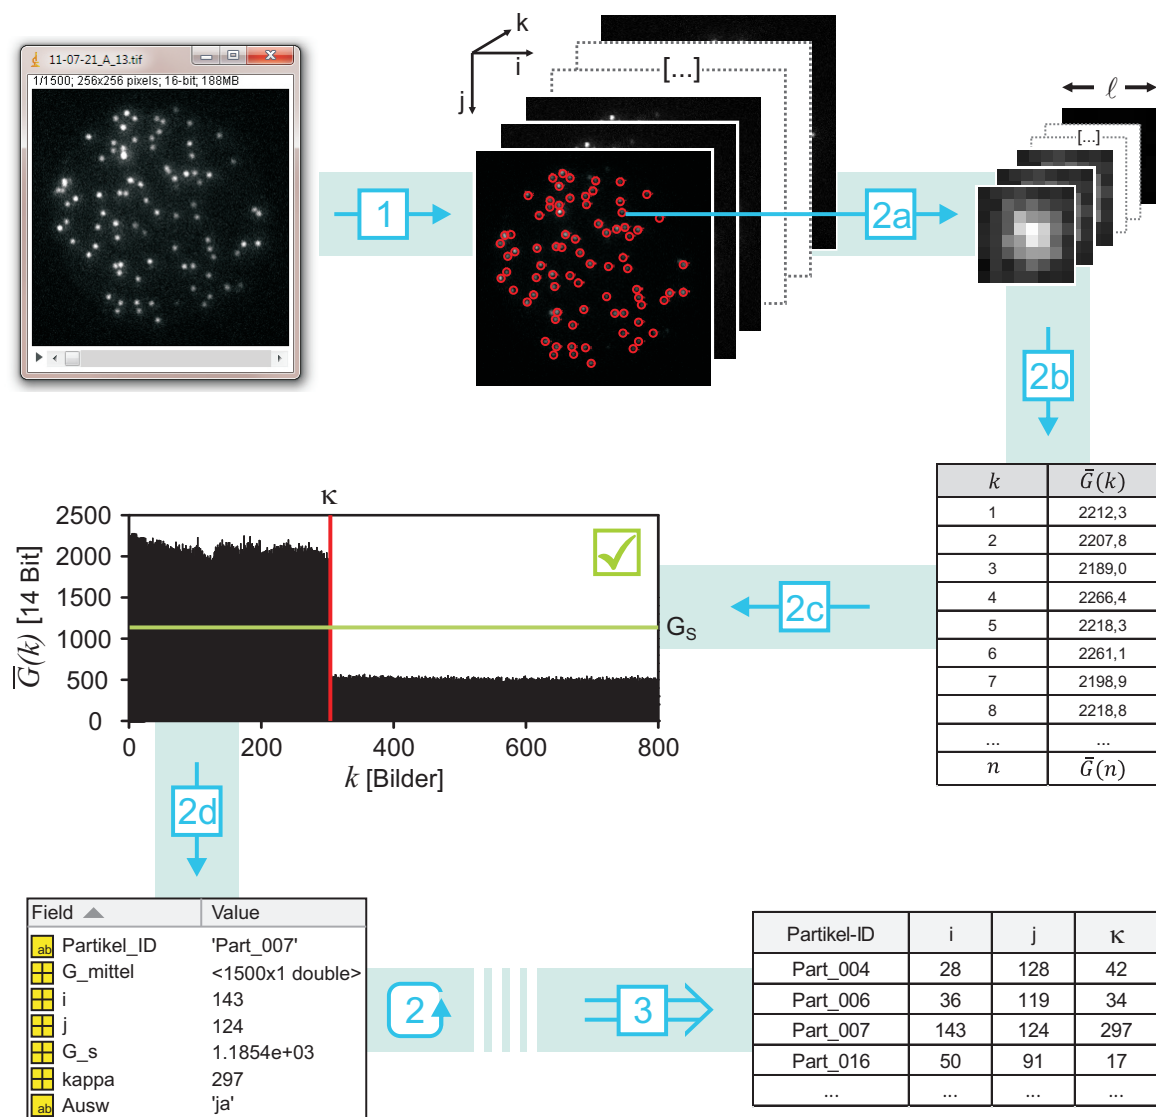 11-07-21_A_13.tif
1/1500; 256x256 pixels; 16-bit; 188MB
k
i
j
[...]
ℓ
[...]
1
2a
2b
k G̅(k)
1 2212,3
2 2207,8
3 2189,0
4 2266,4
5 2218,3
6 2261,1
7 2198,9
8 2218,8
... ...
n G̅(n)
2c
κ
G̅(k) [14 Bit]
2500
2000
1500
1000
500
0
G_S
0 200 400 600 800
k [Bilder]
2d
Field Value
ab Partikel_ID 'Part_007'
G_mittel <1500x1 double>
i 143
j 124
G_s 1.1854e+03
kappa 297
ab Ausw 'ja'
2
3
Partikel-ID i j κ
Part_004 28 128 42
Part_006 36 119 34
Part_007 143 124 297
Part_016 50 91 17
... ... ... ...